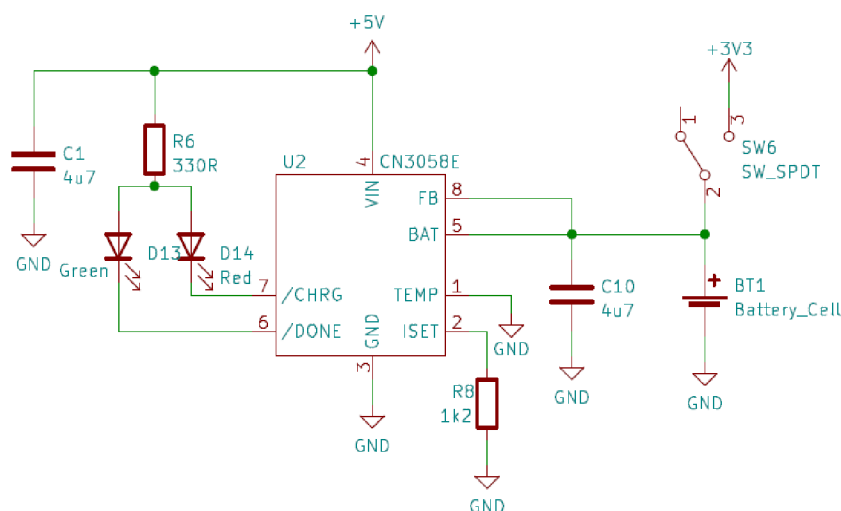 +5V
+3V3
1
3
SW6
SW_SPDT
2
R6
330R
C1
4u7
GND
U2
CN3058E
4
VIN
FB
8
BAT
5
D13
Green
D14
Red
7
/CHRG
TEMP
1
GND
6
/DONE
GND
ISET
2
3
GND
C10
4u7
GND
BT1
Battery_Cell
GND
R8
1k2
GND